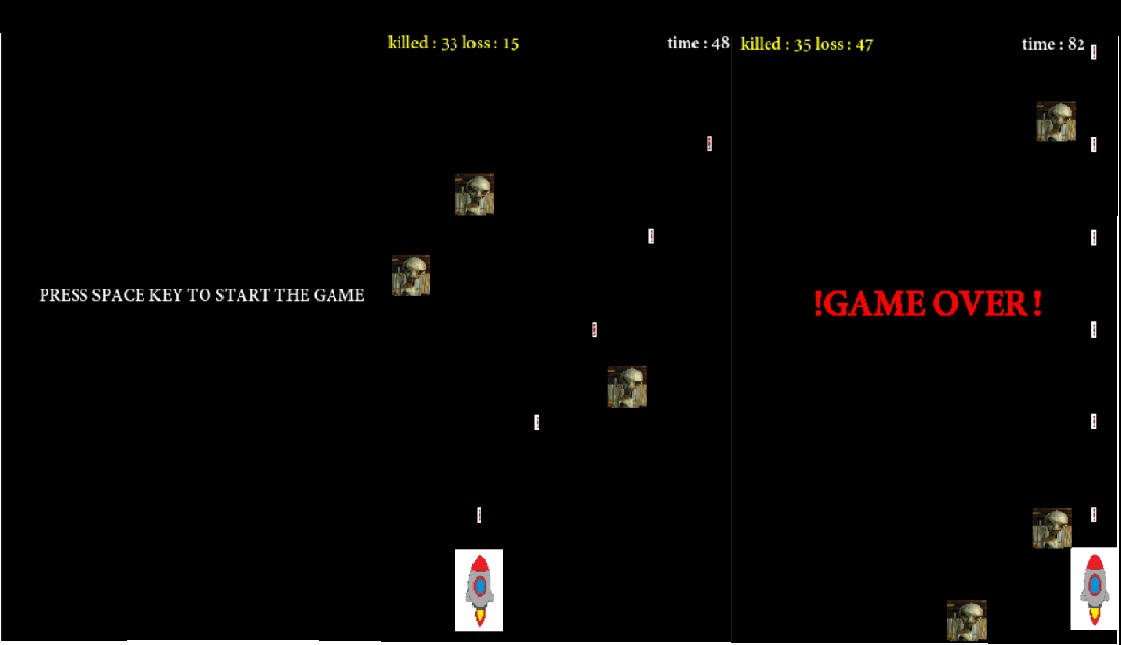 PRESS SPACE KEY TO START THE GAME
killed : 33 loss : 15
time : 48
killed : 35 loss : 47
time : 82
!GAME OVER !